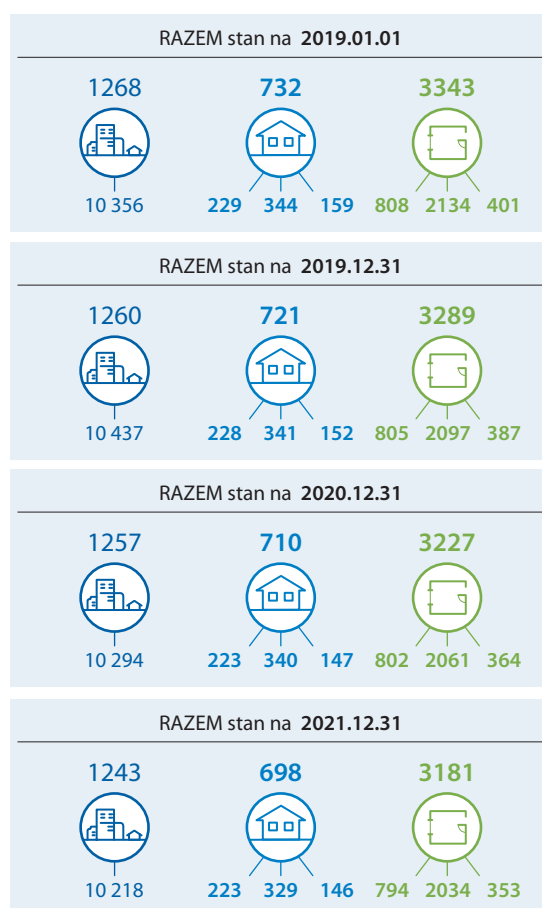 RAZEM stan na 2019.01.01
1268 732 3343
10 356 229 344 159 808 2134 401
RAZEM stan na 2019.12.31
1260 721 3289
10 437 228 341 152 805 2097 387
RAZEM stan na 2020.12.31
1257 710 3227
10 294 223 340 147 802 2061 364
RAZEM stan na 2021.12.31
1243 698 3181
10 218 223 329 146 794 2034 353